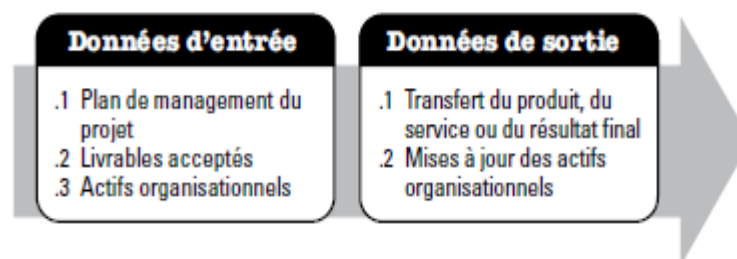 Données d'entrée
.1 Plan de management du
projet
.2 Livrables acceptés
.3 Actifs organisationnels
Données de sortie
.1 Transfert du produit, du
service ou du résultat final
.2 Mises à jour des actifs
organisationnels